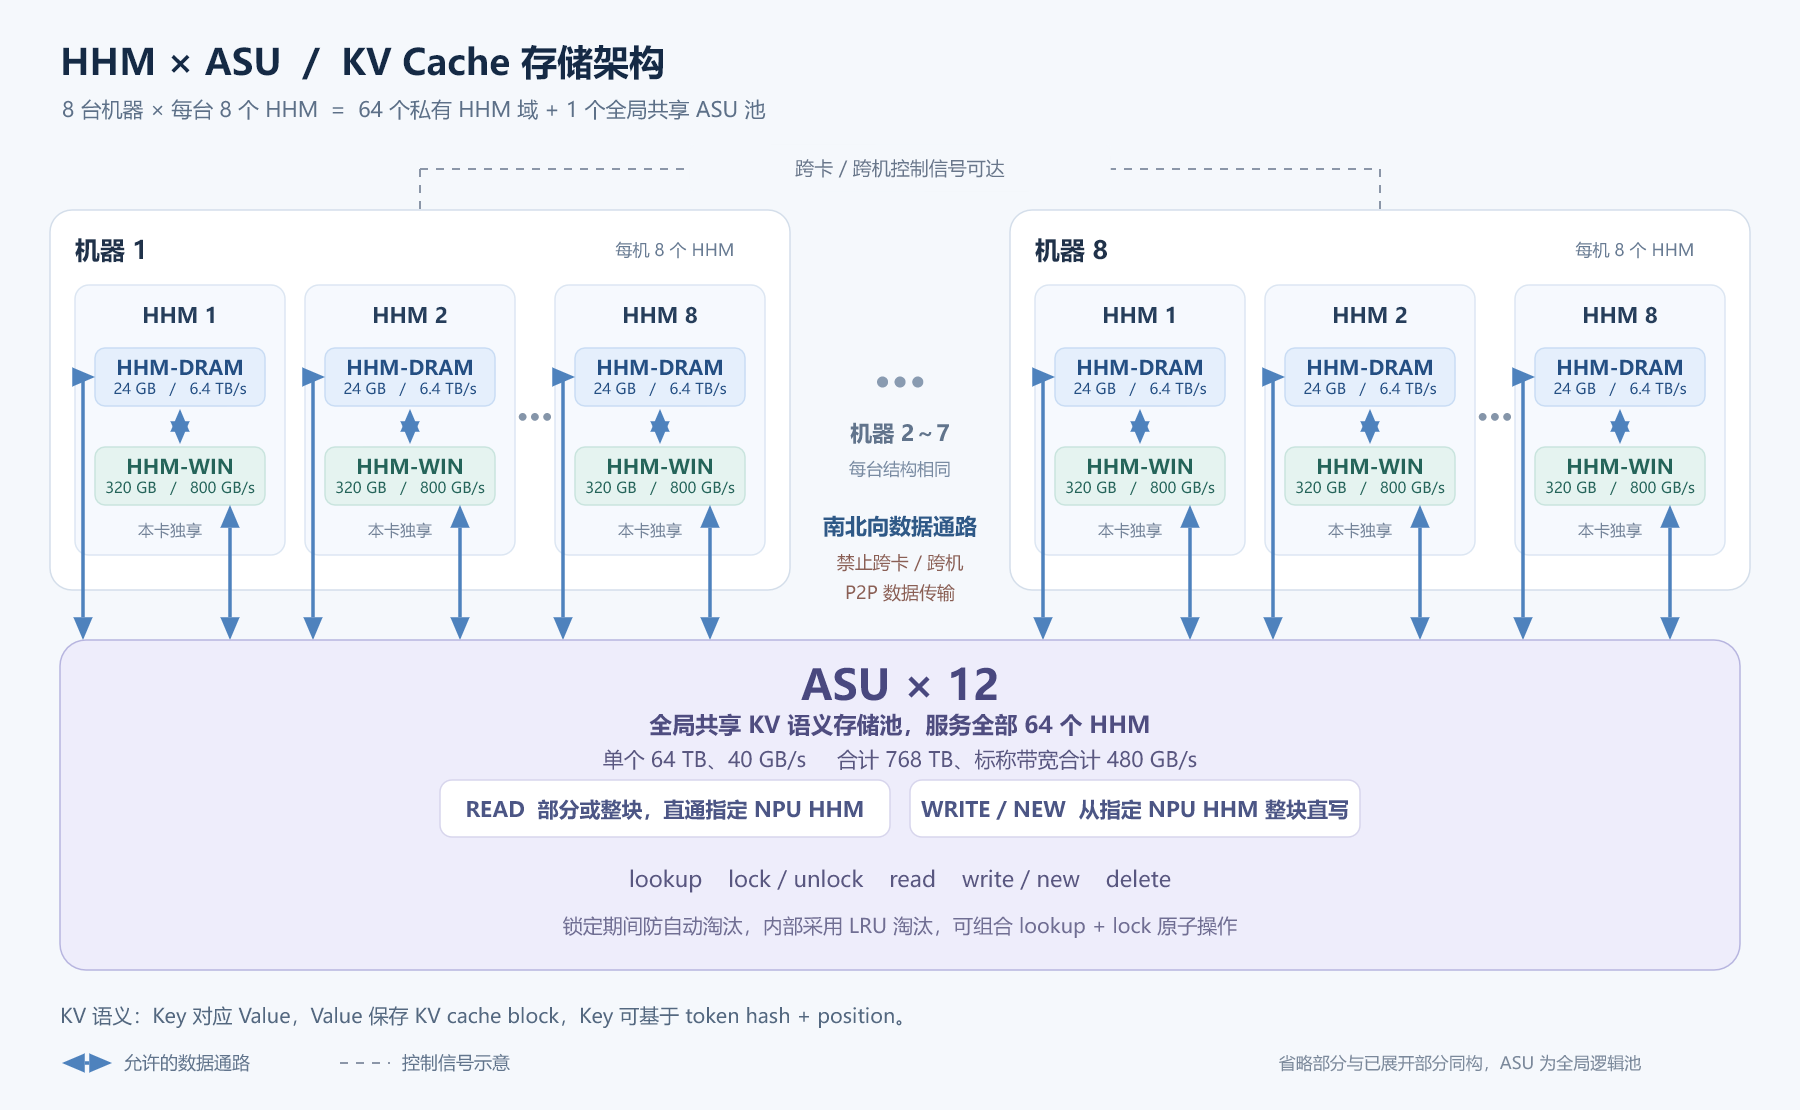 HHM × ASU / KV Cache 存储架构
8 台机器 × 每台 8 个 HHM = 64 个私有 HHM 域 + 1 个全局共享 ASU 池
跨卡 / 跨机控制信号可达
机器 1
每机 8 个 HHM
HHM 1
HHM-DRAM
24 GB / 6.4 TB/s
HHM-WIN
320 GB / 800 GB/s
本卡独享
HHM 2
HHM-DRAM
24 GB / 6.4 TB/s
HHM-WIN
320 GB / 800 GB/s
本卡独享
•••
HHM 8
HHM-DRAM
24 GB / 6.4 TB/s
HHM-WIN
320 GB / 800 GB/s
本卡独享
•••
机器 2~7
每台结构相同
南北向数据通路
禁止跨卡 / 跨机
P2P 数据传输
机器 8
每机 8 个 HHM
HHM 1
HHM-DRAM
24 GB / 6.4 TB/s
HHM-WIN
320 GB / 800 GB/s
本卡独享
HHM 2
HHM-DRAM
24 GB / 6.4 TB/s
HHM-WIN
320 GB / 800 GB/s
本卡独享
•••
HHM 8
HHM-DRAM
24 GB / 6.4 TB/s
HHM-WIN
320 GB / 800 GB/s
本卡独享
ASU × 12
全局共享 KV 语义存储池，服务全部 64 个 HHM
单个 64 TB、40 GB/s 合计 768 TB、标称带宽合计 480 GB/s
READ 部分或整块，直通指定 NPU HHM
WRITE / NEW 从指定 NPU HHM 整块直写
lookup lock / unlock read write / new delete
锁定期间防自动淘汰，内部采用 LRU 淘汰，可组合 lookup + lock 原子操作
KV 语义：Key 对应 Value，Value 保存 KV cache block，Key 可基于 token hash + position。
允许的数据通路
控制信号示意
省略部分与已展开部分同构，ASU 为全局逻辑池